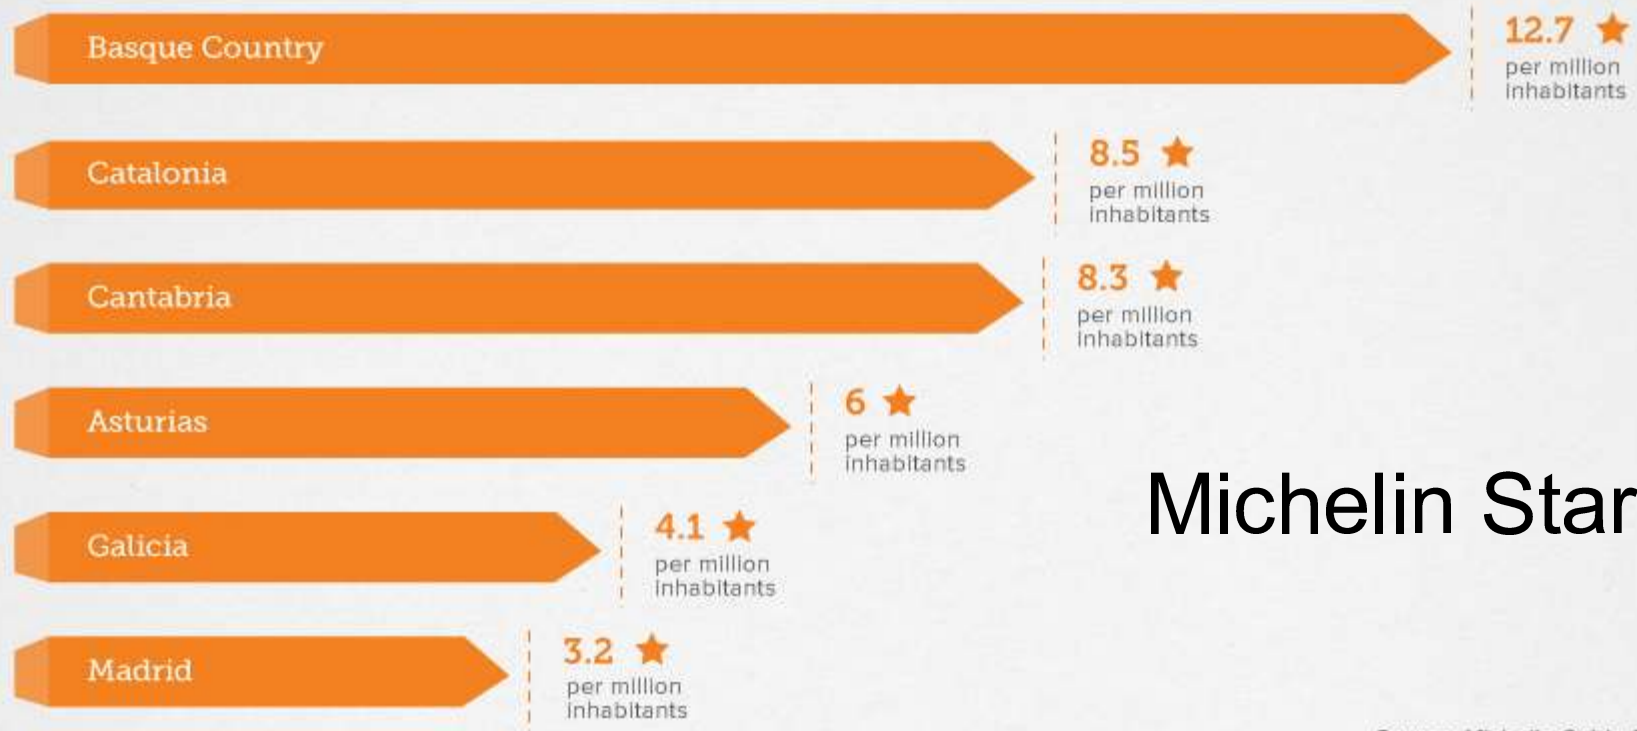 Basque Country
12.7
per million
inhabitants
Catalonia
8.5
per million
inhabitants
Cantabria
8.3
per million
inhabitants
Asturias
6
per million
inhabitants
Galicia
4.1
per million
inhabitants
Michelin Star
Madrid
3.2
per million
inhabitants